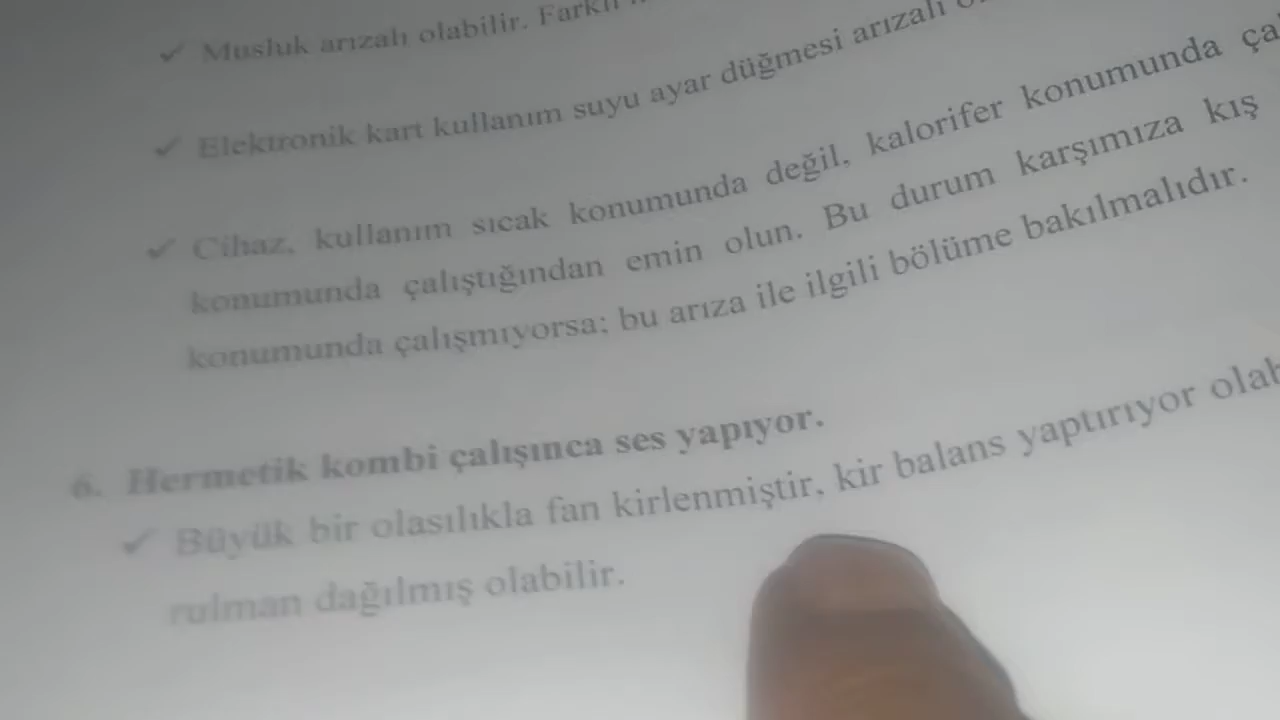 ✓ Musluk arızalı olabilir. Farklı
✓ Elektronik kart kullanım suyu ayar düğmesi arızalı
✓ Cihaz, kullanım sıcak konumunda değil, kalorifer konumunda
konumunda çalıştığından emin olun. Bu durum karşımıza kış
konumunda çalışmıyorsa; bu arıza ile ilgili bölüme bakılmalıdır.
6. Hermetik kombi çalışınca ses yapıyor.
✓ Büyük bir olasılıkla fan kirlenmiştir, kir balans yaptırıyor
rulman dağılmış olabilir.